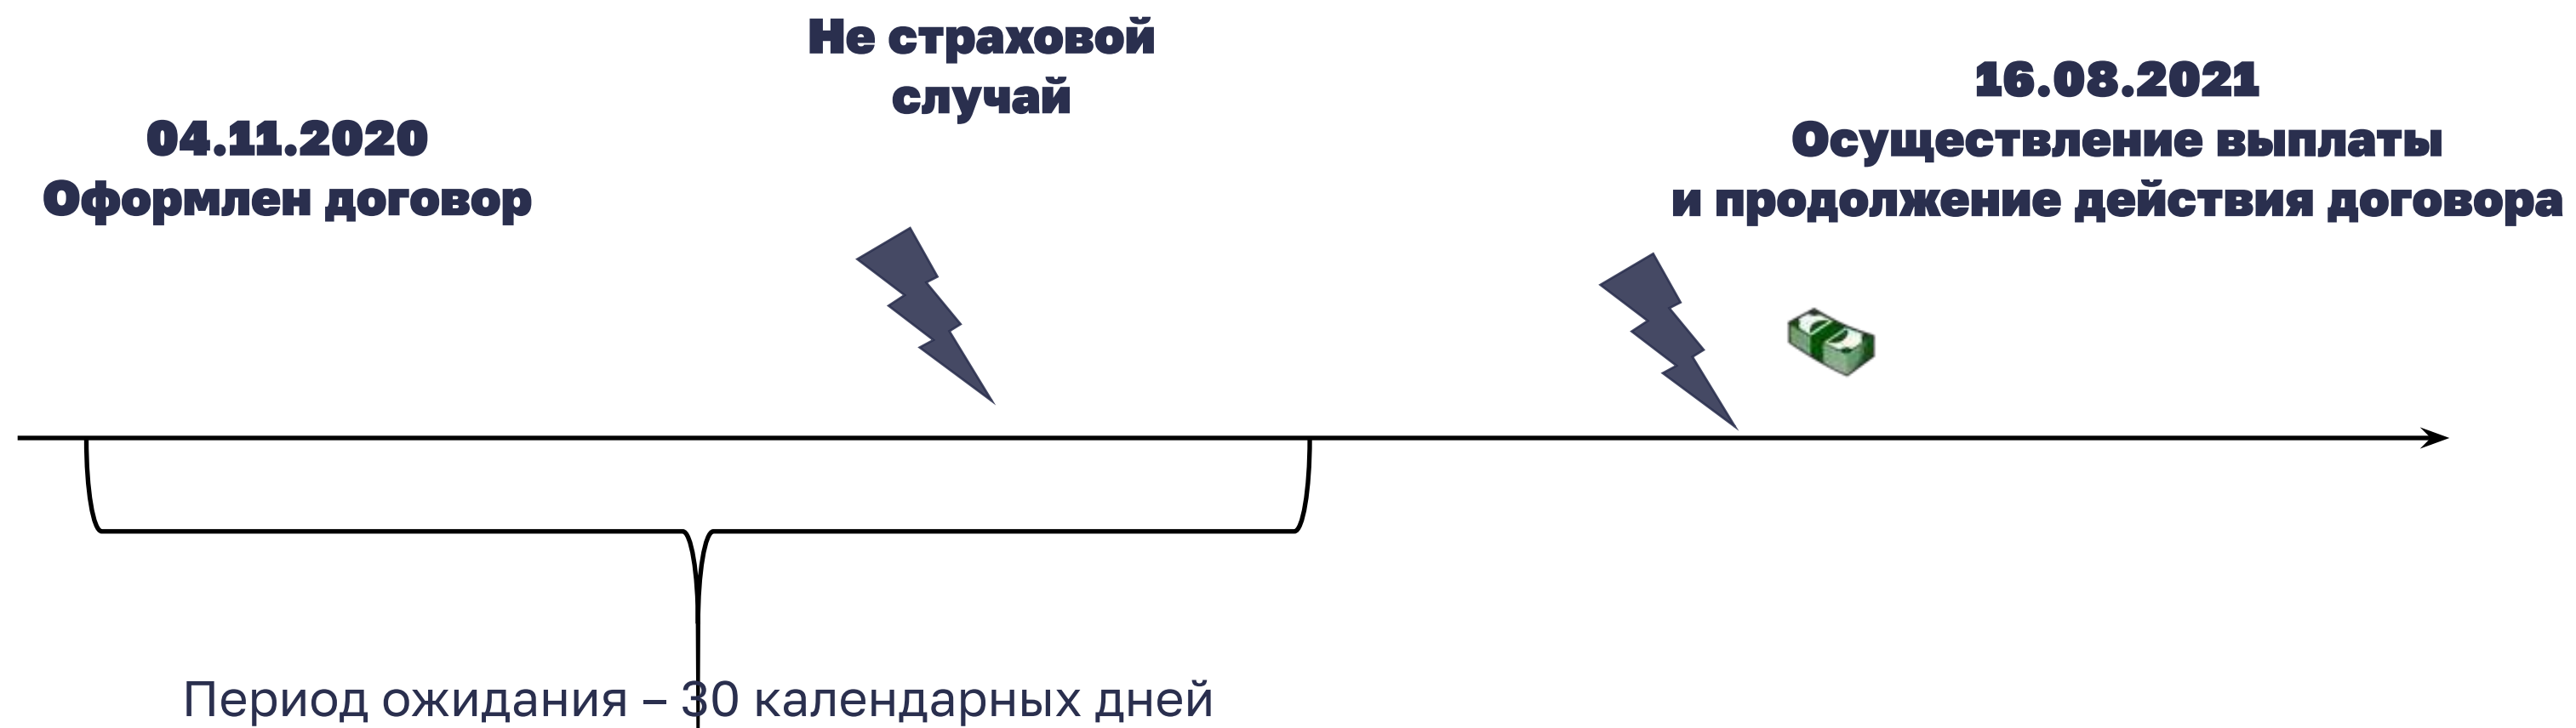 Не страховой
случай
04.11.2020
Оформлен договор
16.08.2021
Осуществление выплаты
и продолжение действия договора
Период ожидания – 30 календарных дней